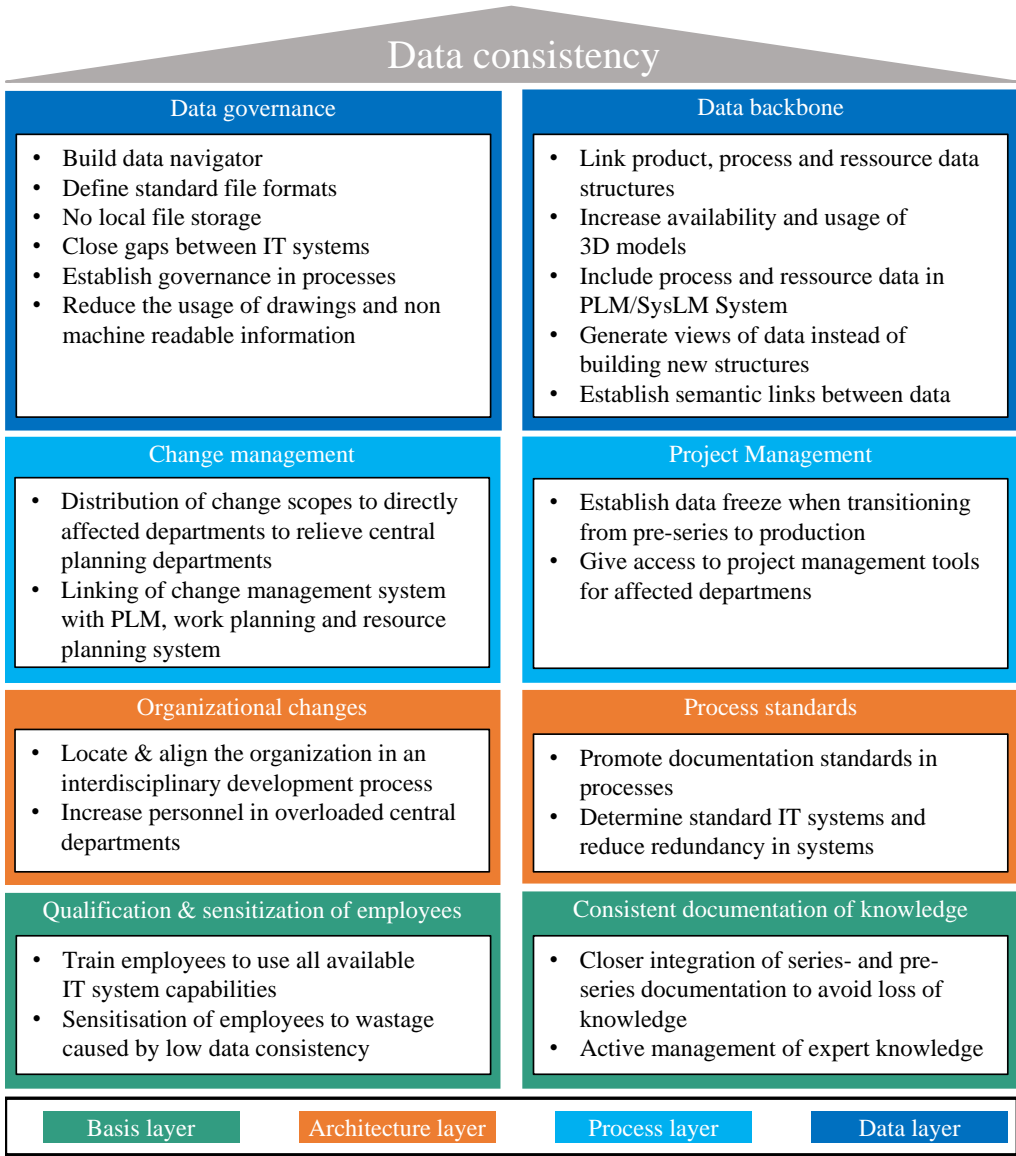 Data consistency
Data governance
• Build data navigator
• Define standard file formats
• No local file storage
• Close gaps between IT systems
• Establish governance in processes
• Reduce the usage of drawings and non
machine readable information
Data backbone
• Link product, process and ressource data
structures
• Increase availability and usage of
3D models
• Include process and ressource data in
PLM/SysLM System
• Generate views of data instead of
building new structures
• Establish semantic links between data
Change management
• Distribution of change scopes to directly
affected departments to relieve central
planning departments
• Linking of change management system
with PLM, work planning and resource
planning system
Project Management
• Establish data freeze when transitioning
from pre-series to production
• Give access to project management tools
for affected departmens
Organizational changes
• Locate & align the organization in an
interdisciplinary development process
• Increase personnel in overloaded central
departments
Process standards
• Promote documentation standards in
processes
• Determine standard IT systems and
reduce redundancy in systems
Qualification & sensitization of employees
• Train employees to use all available
IT system capabilities
• Sensitisation of employees to wastage
caused by low data consistency
Consistent documentation of knowledge
• Closer integration of series- and pre-
series documentation to avoid loss of
knowledge
• Active management of expert knowledge
Basis layer
Architecture layer
Process layer
Data layer